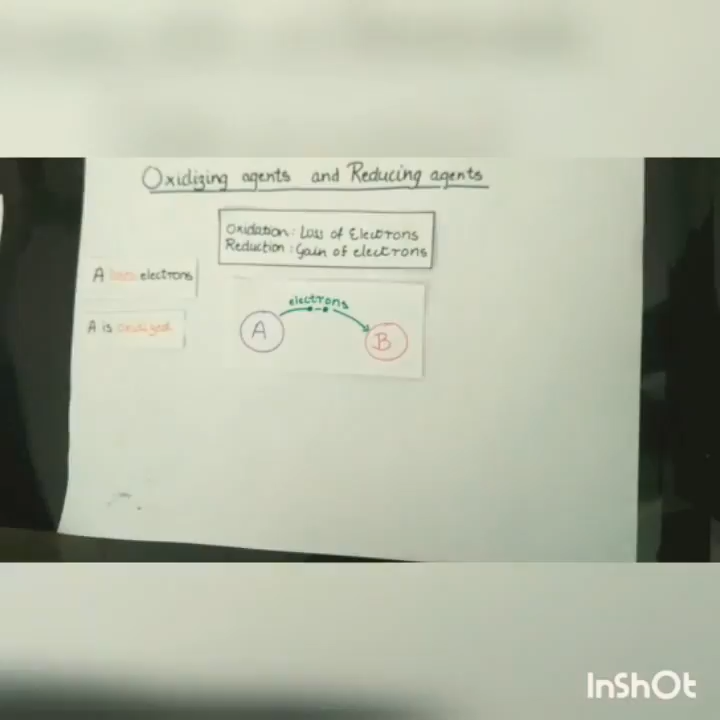 Oxidizing agents and Reducing agents
Oxidation: Loss of Electrons
Reduction: Gain of electrons
A loses electrons
A is oxidized
electrons
A
B
InShOt